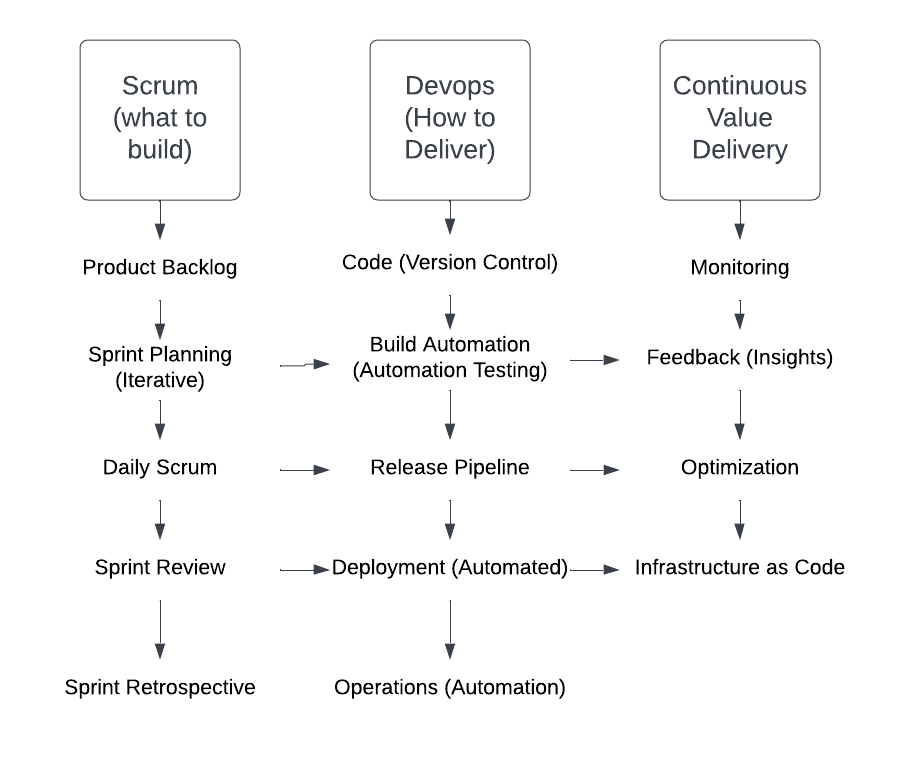 Scrum
(what to
build)
Devops
(How to
Deliver)
Continuous
Value
Delivery
Product Backlog
Code (Version Control)
Monitoring
Sprint Planning
(Iterative)
Build Automation
(Automation Testing)
Feedback (Insights)
Daily Scrum
Release Pipeline
Optimization
Sprint Review
Deployment (Automated)
Infrastructure as Code
Sprint Retrospective
Operations (Automation)